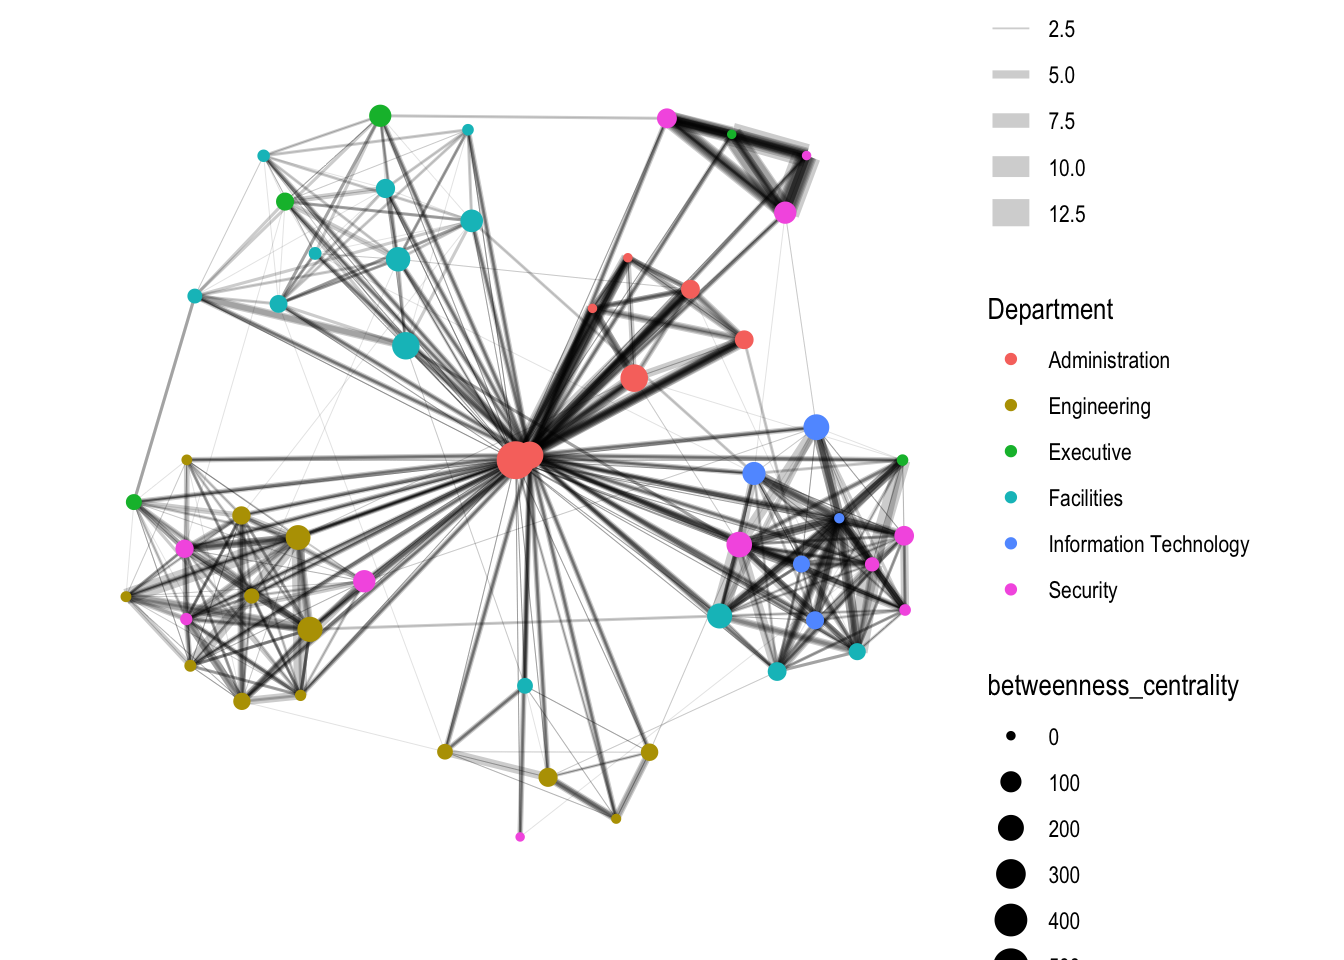 2.5
5.0
7.5
10.0
12.5
Department
Administration
Engineering
Executive
Facilities
Information Technology
Security
betweenness_centrality
0
100
200
300
400